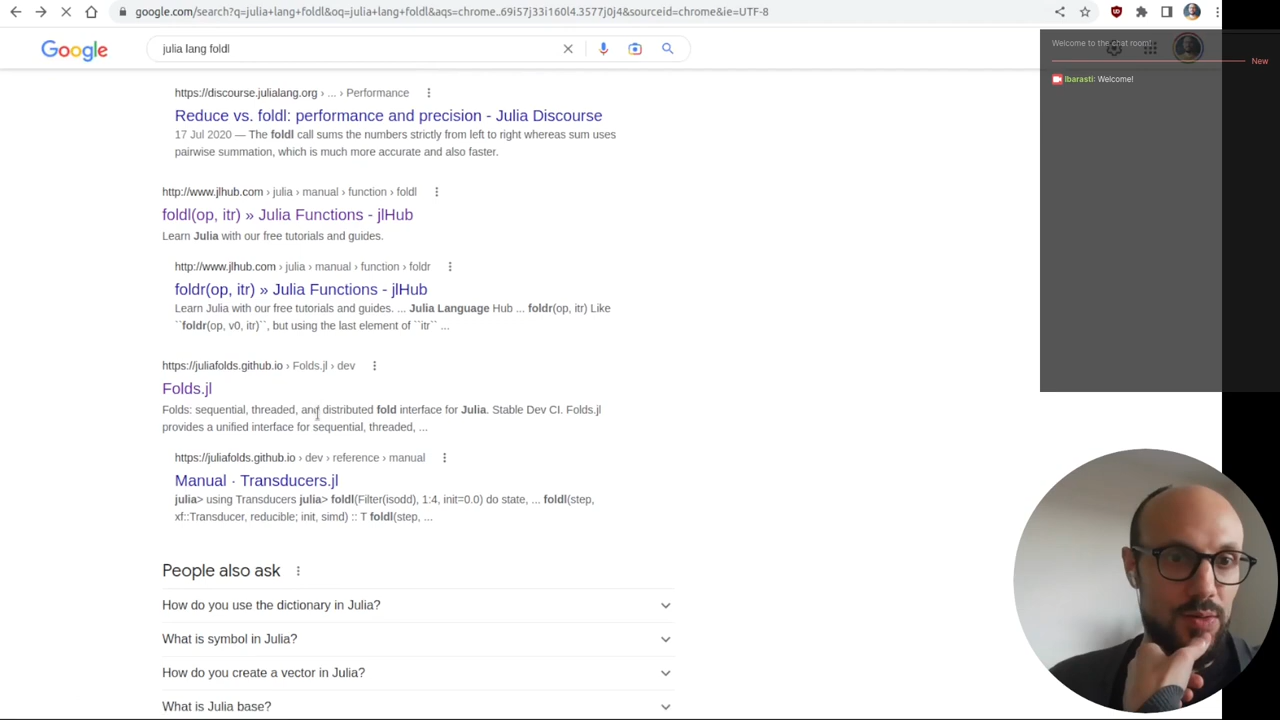 google.com/search?q=julia+lang+foldl&oq=julia+lang+foldl&aqs=chrome..69i57j33i160l4.3577j0j4&sourceid=chrome&ie=UTF-8
Google
julia lang foldl
Welcome to the chat room!
New
lbarasti: Welcome!
https://discourse.julialang.org › ... › Performance
Reduce vs. foldl: performance and precision - Julia Discourse
17 Jul 2020 — The foldl call sums the numbers strictly from left to right whereas sum uses
pairwise summation, which is much more accurate and also faster.
http://www.jlhub.com › julia › manual › function › foldl
foldl(op, itr) » Julia Functions - jlHub
Learn Julia with our free tutorials and guides.
http://www.jlhub.com › julia › manual › function › foldr
foldr(op, itr) » Julia Functions - jlHub
Learn Julia with our free tutorials and guides. ... Julia Language Hub ... foldr(op, itr) Like
``foldr(op, v0, itr)``, but using the last element of ``itr`` ...
https://juliafolds.github.io › Folds.jl › dev
Folds.jl
Folds: sequential, threaded, and distributed fold interface for Julia. Stable Dev CI. Folds.jl
provides a unified interface for sequential, threaded, ...
https://juliafolds.github.io › dev › reference › manual
Manual · Transducers.jl
julia> using Transducers julia> foldl(Filter(isodd), 1:4, init=0.0) do state, ... foldl(step,
xf::Transducer, reducible; init, simd) :: T foldl(step, ...
People also ask
How do you use the dictionary in Julia?
What is symbol in Julia?
How do you create a vector in Julia?
What is Julia base?